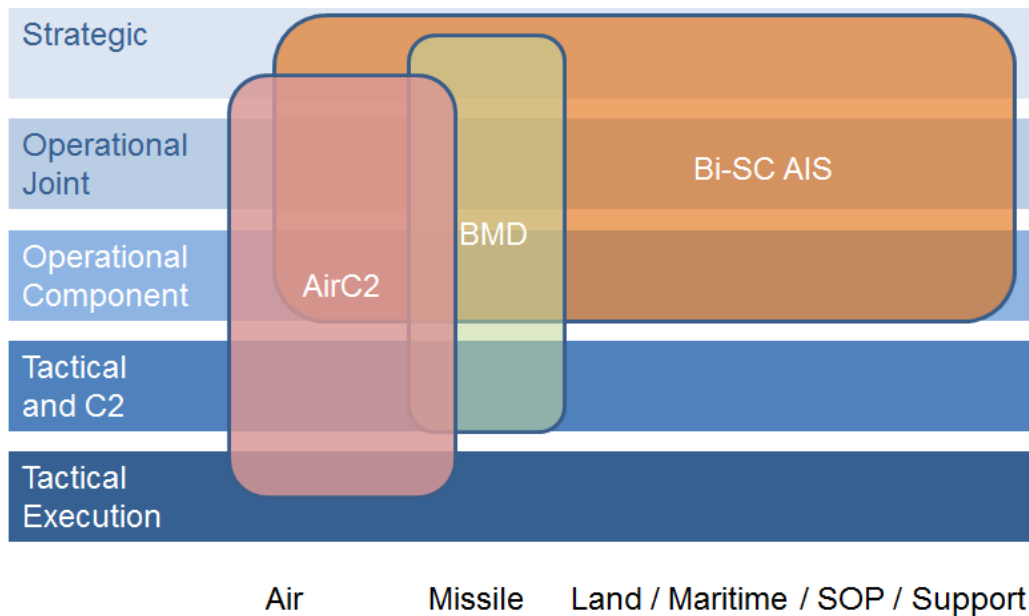 Strategic
Operational
Joint
Bi-SC AIS
BMD
Operational
Component
AirC2
Tactical
and C2
Tactical
Execution
Air
Missile
Land / Maritime / SOP / Support